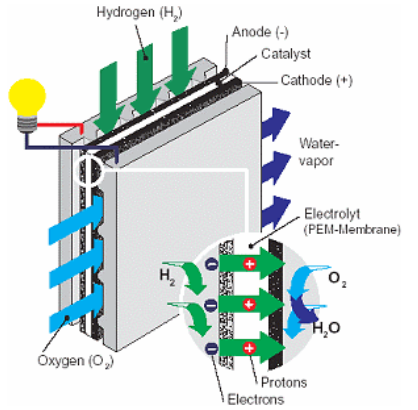 Hydrogen (H₂)
Anode (-)
Catalyst
Cathode (+)
Water-
vapor
Electrolyt
(PEM-Membrane)
H₂
O₂
H₂O
- +
- +
- +
Oxygen (O₂)
Protons
Electrons